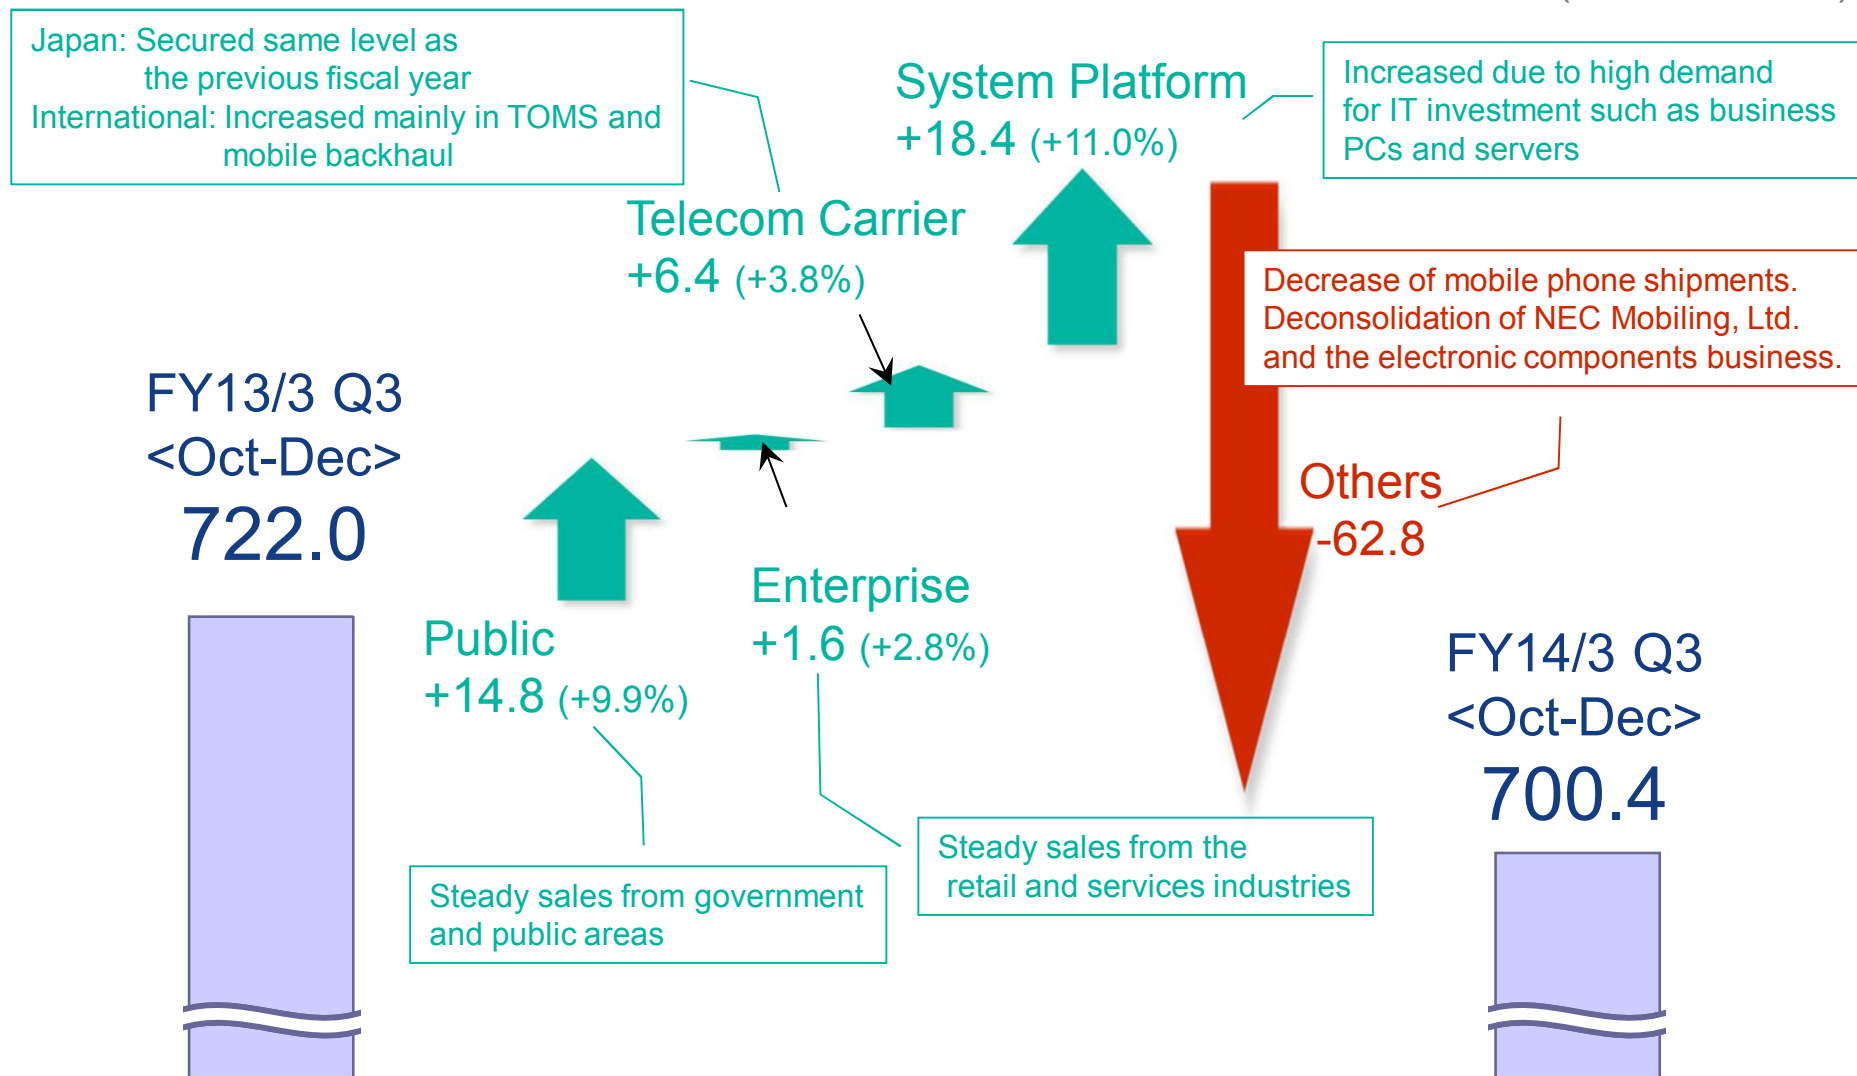 Japan: Secured same level as
the previous fiscal year
International: Increased mainly in TOMS and
mobile backhaul
System Platform
+18.4 (+11.0%)
Increased due to high demand
for IT investment such as business
PCs and servers
Telecom Carrier
+6.4 (+3.8%)
Decrease of mobile phone shipments.
Deconsolidation of NEC Mobiling, Ltd.
and the electronic components business.
FY13/3 Q3
<Oct-Dec>
722.0
Others
-62.8
Enterprise
+1.6 (+2.8%)
Public
+14.8 (+9.9%)
FY14/3 Q3
<Oct-Dec>
700.4
Steady sales from the
retail and services industries
Steady sales from government
and public areas